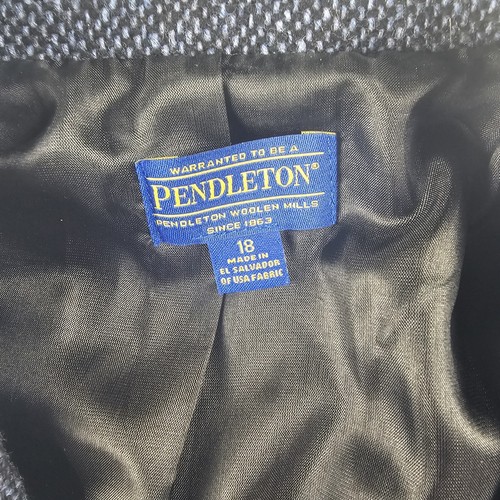 WARRANTED TO BE A
PENDLETON®
PENDLETON WOOLEN MILLS
SINCE 1863
18
MADE IN
EL SALVADOR
OF USA FABRIC